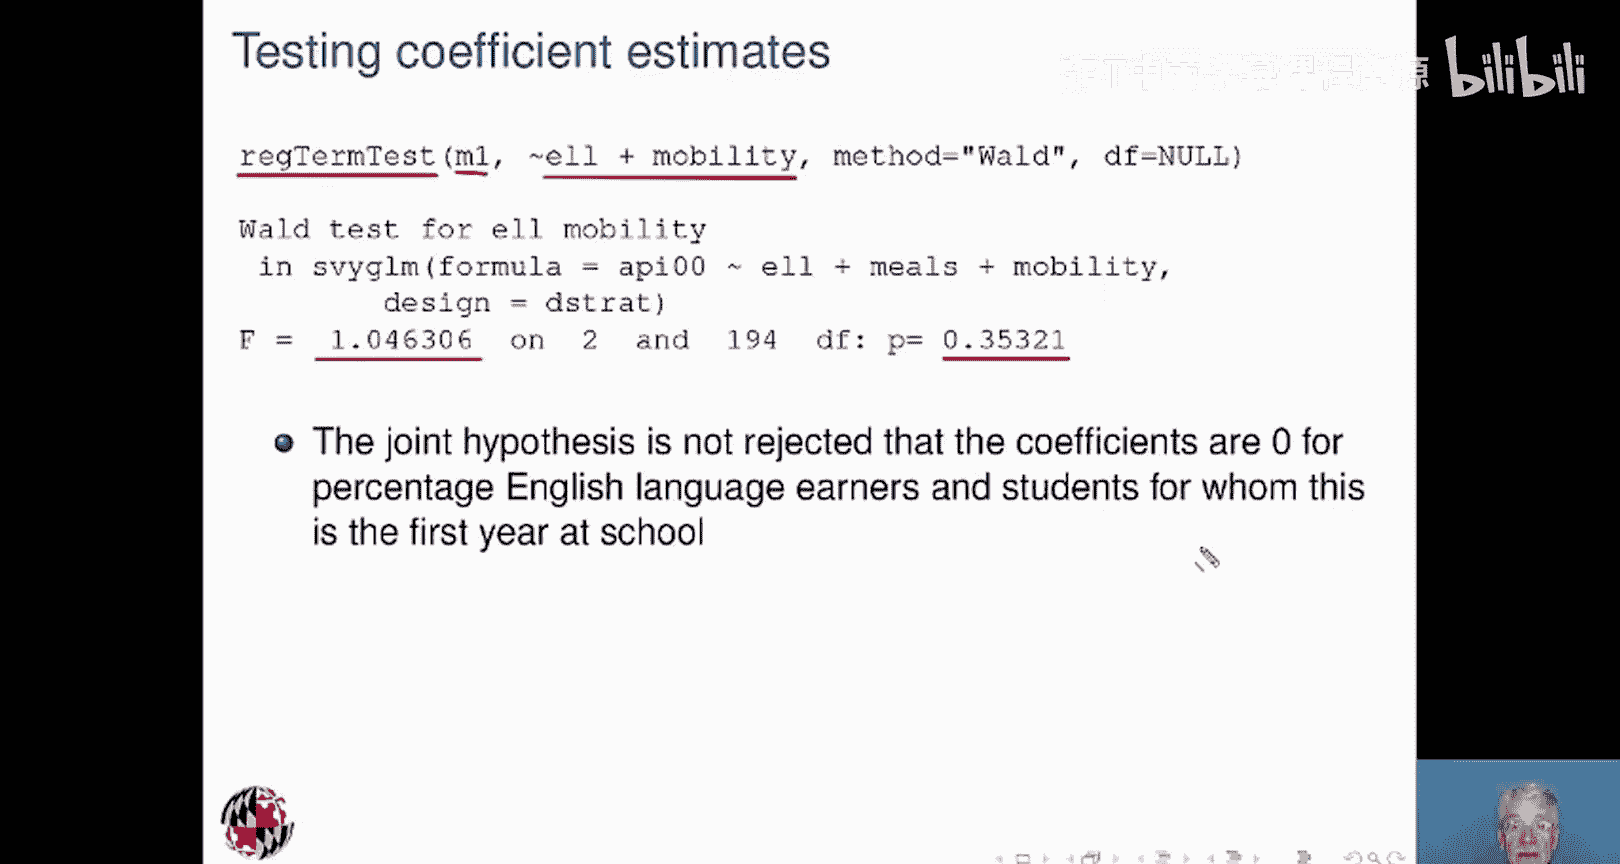 Testing coefficient estimates
bilibili
regTermTest(m1, ~ell + mobility, method="Wald", df=NULL)
Wald test for ell mobility
in svyglm(formula = api00 ~ ell + meals + mobility,
design = dstrat)
F = 1.046306 on 2 and 194 df: p= 0.35321
The joint hypothesis is not rejected that the coefficients are 0 for
percentage English language earners and students for whom this
is the first year at school